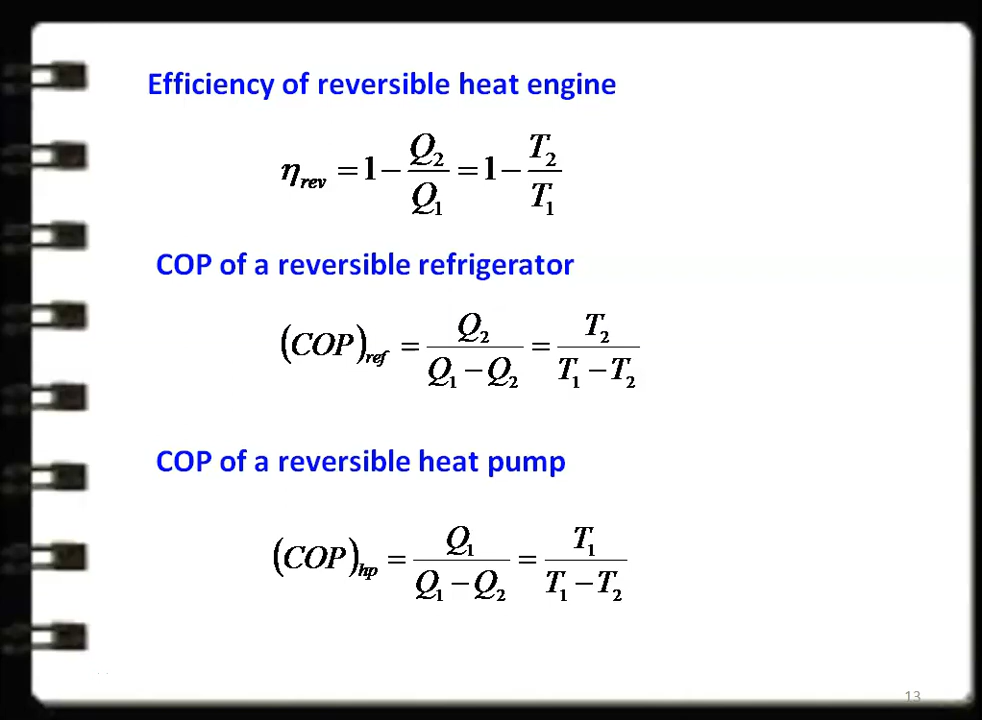 Efficiency of reversible heat engine
η_rev = 1 − Q₂/Q₁ = 1 − T₂/T₁
COP of a reversible refrigerator
(COP)_ref = Q₂/(Q₁ − Q₂) = T₂/(T₁ − T₂)
COP of a reversible heat pump
(COP)_hp = Q₁/(Q₁ − Q₂) = T₁/(T₁ − T₂)
13